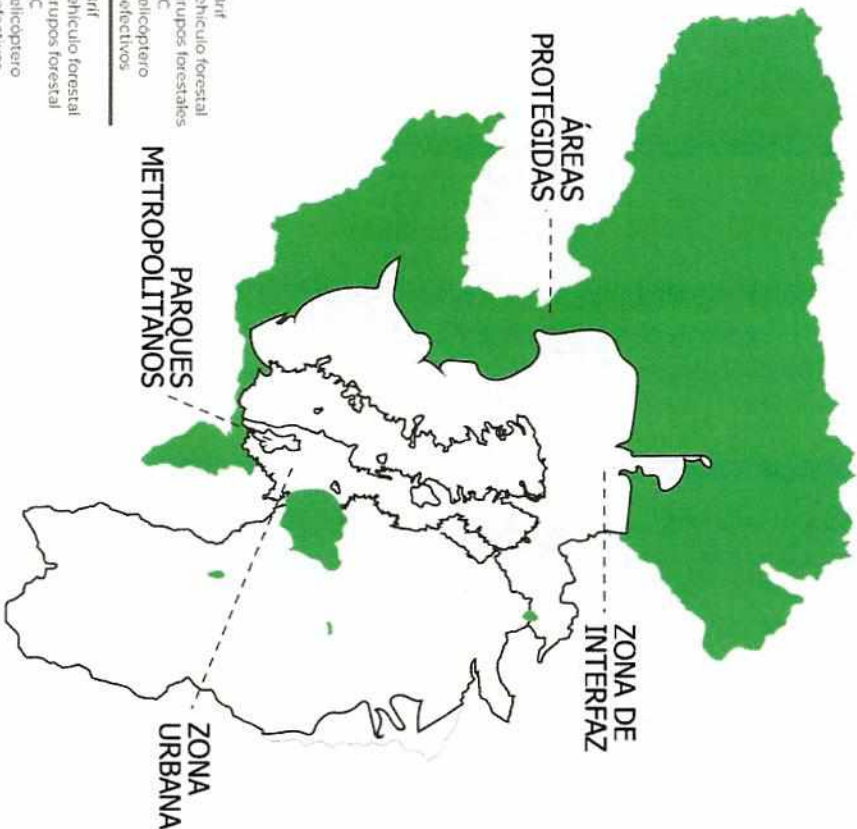 ÁREAS
PROTEGIDAS
ZONA DE
INTERFAZ
PARQUES
METROPOLITANOS
ZONA
URBANA
vehículo forestal
grupos forestales
helicóptero
efectivos
vehículo forestal
grupos forestal
helicóptero